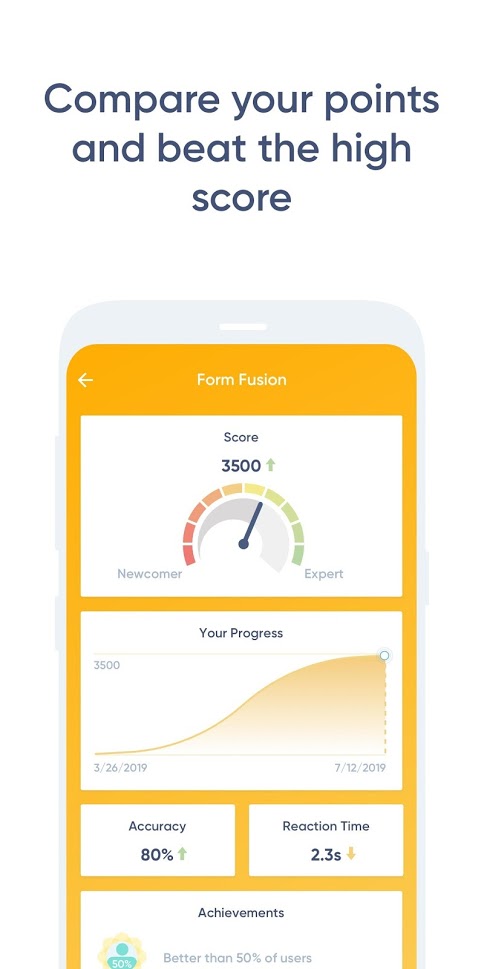 Compare your points
and beat the high
score
Form Fusion
Score
3500
Newcomer
Expert
Your Progress
3500
3/26/2019
7/12/2019
Accuracy
Reaction Time
80%
2.3s
Achievements
50%
Better than 50% of users